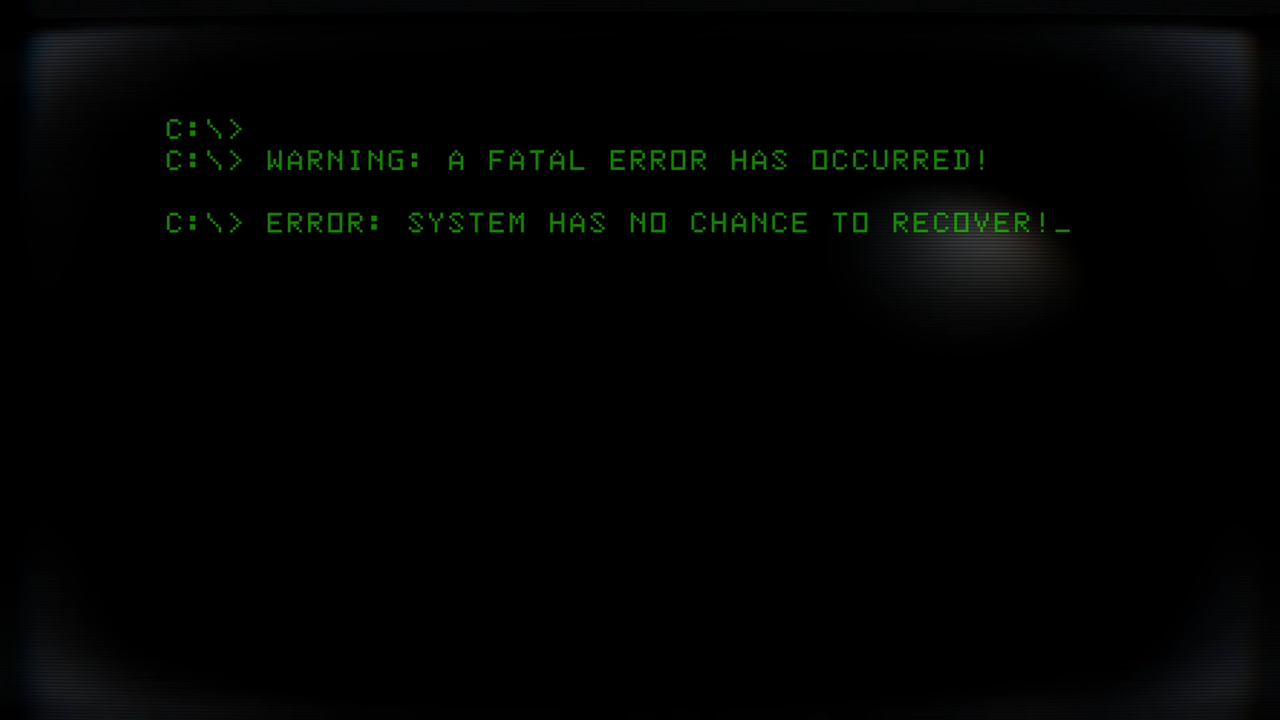 C:\>
C:\> WARNING: A FATAL ERROR HAS OCCURRED!
C:\> ERROR: SYSTEM HAS NO CHANCE TO RECOVER!_